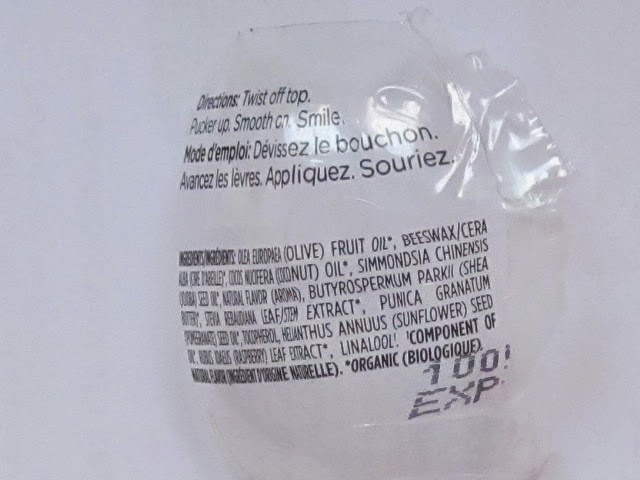 Directions: Twist off top.
Pucker up. Smooth on. Smile.
Mode d'emploi: Dévissez le bouchon.
Avancez les lèvres. Appliquez. Souriez.
INGREDIENTS/INGRÉDIENTS: OLEA EUROPAEA (OLIVE) FRUIT OIL*, BEESWAX/CERA
ALBA (CIRE D'ABEILLE)*, COCOS NUCIFERA (COCONUT) OIL*, SIMMONDSIA CHINENSIS
(JOJOBA) SEED OIL*, NATURAL FLAVOR (AROMA), BUTYROSPERMUM PARKII (SHEA
BUTTER)*, STEVIA REBAUDIANA LEAF/STEM EXTRACT*, PUNICA GRANATUM
(POMEGRANATE) SEED OIL*, TOCOPHEROL, HELIANTHUS ANNUUS (SUNFLOWER) SEED
OIL*, RUBUS IDAEUS (RASPBERRY) LEAF EXTRACT*, LINALOOL¹. ¹COMPONENT OF
NATURAL FLAVOR (INGRÉDIENT D'ORIGINE NATURELLE). *ORGANIC (BIOLOGIQUE).
EXP